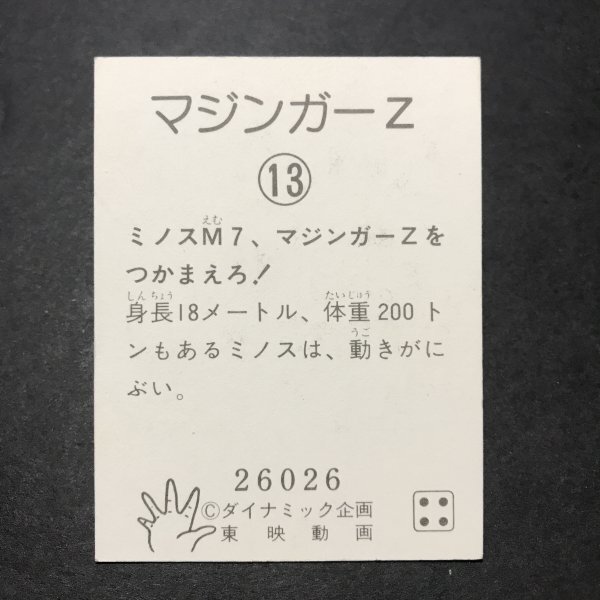 マジンガーZ
13
ミノスM7、マジンガーZを
つかまえろ!
身長18メートル、体重200ト
ンもあるミノスは、動きがに
ぶい。
26026
©ダイナミック企画
東映動画